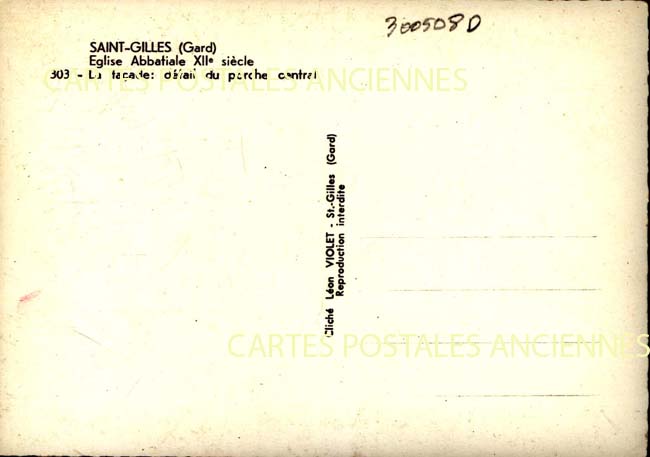 3000508D
SAINT-GILLES (Gard)
Eglise Abbatiale XIIe siècle
303 - La façade: détail du porche central
CARTES POSTALES ANCIENNES
Cliché Léon VIOLET - St.-Gilles (Gard)
Reproduction interdite
CARTES POSTALES ANCIENNES